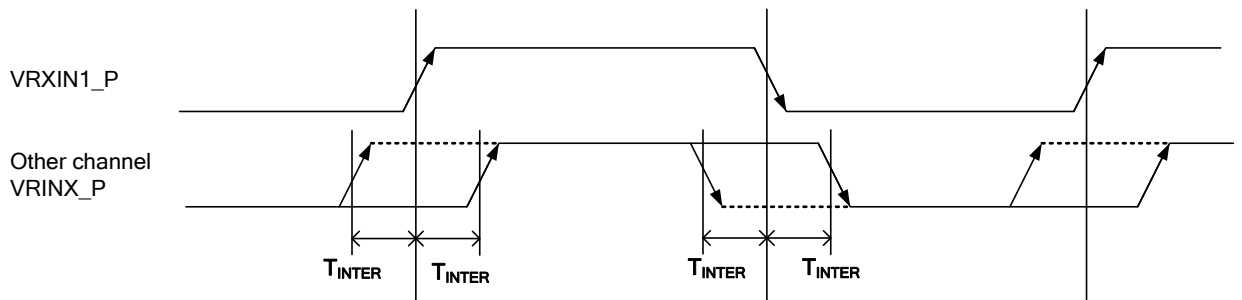 VRXIN1_P
Other channel
VRINX_P
TINTER
TINTER
TINTER
TINTER